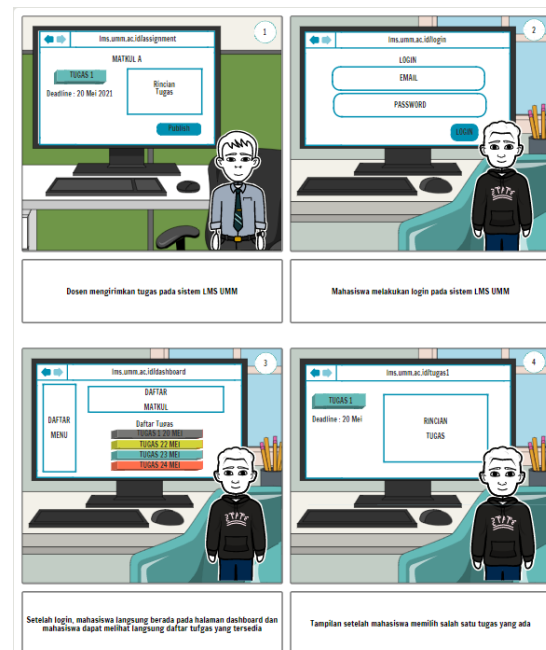 1
lms.umm.ac.id/assignment
MATKUL A
TUGAS 1
Deadline : 20 Mei 2021
Rincian
Tugas
Publish
Dosen mengirimkan tugas pada sistem LMS UMM
2
lms.umm.ac.id/login
LOGIN
EMAIL
PASSWORD
LOGIN
Mahasiswa melakukan login pada sistem LMS UMM
3
lms.umm.ac.id/dashboard
DAFTAR
MENU
DAFTAR
MATKUL
Daftar Tugas
TUGAS 1 20 MEI
TUGAS 22 MEI
TUGAS 23 MEI
TUGAS 24 MEI
Setelah login, mahasiswa langsung berada pada halaman dashboard dan
mahasiswa dapat melihat langsung daftar tufgas yang tersedia
4
lms.umm.ac.id/tugas1
TUGAS 1
Deadline : 20 Mei
RINCIAN
TUGAS
Tampilan setelah mahasiswa memilih salah satu tugas yang ada